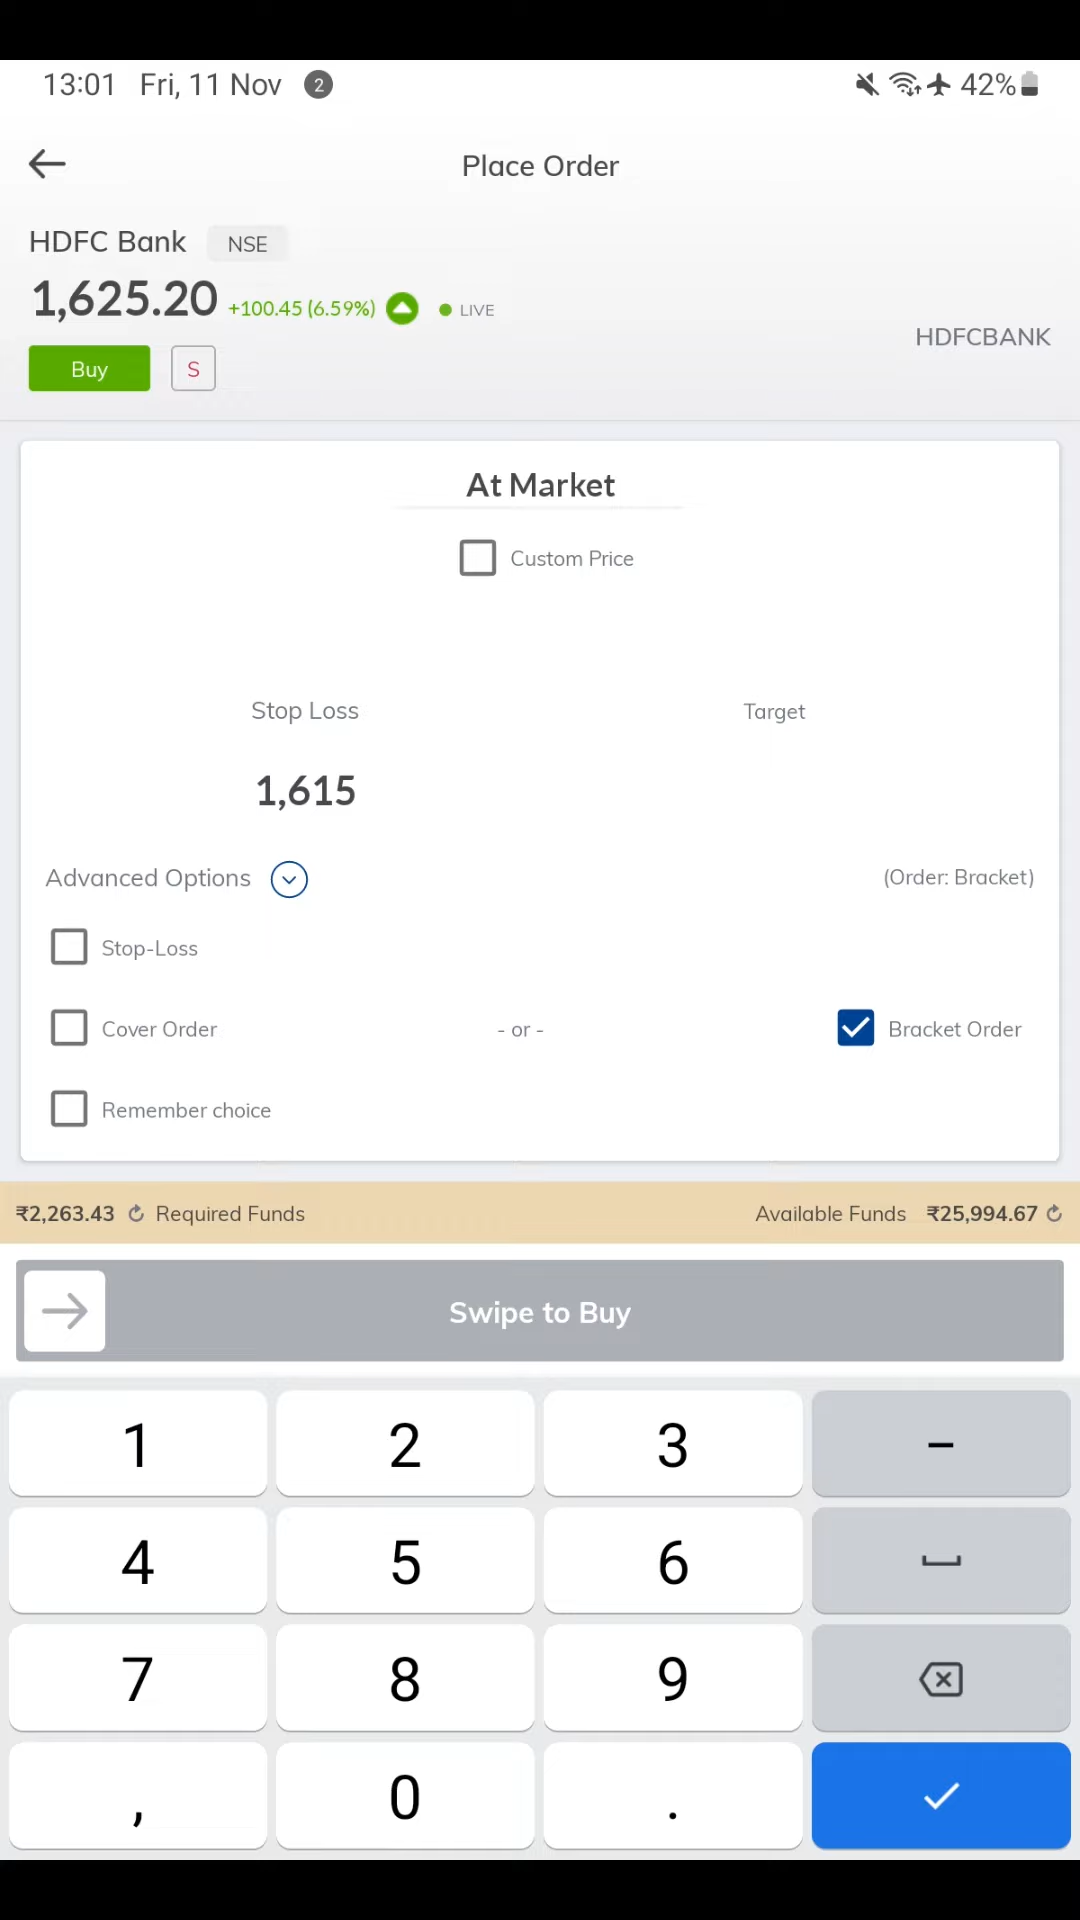 13:01 Fri, 11 Nov 2 42%
Place Order
HDFC Bank NSE
1,625.20 +100.45 (6.59%) LIVE
HDFCBANK
Buy S
At Market
Custom Price
Stop Loss Target
1,615
Advanced Options (Order: Bracket)
Stop-Loss
Cover Order - or - Bracket Order
Remember choice
₹2,263.43 Required Funds Available Funds ₹25,994.67
Swipe to Buy
1 2 3 –
4 5 6
7 8 9
, 0 .